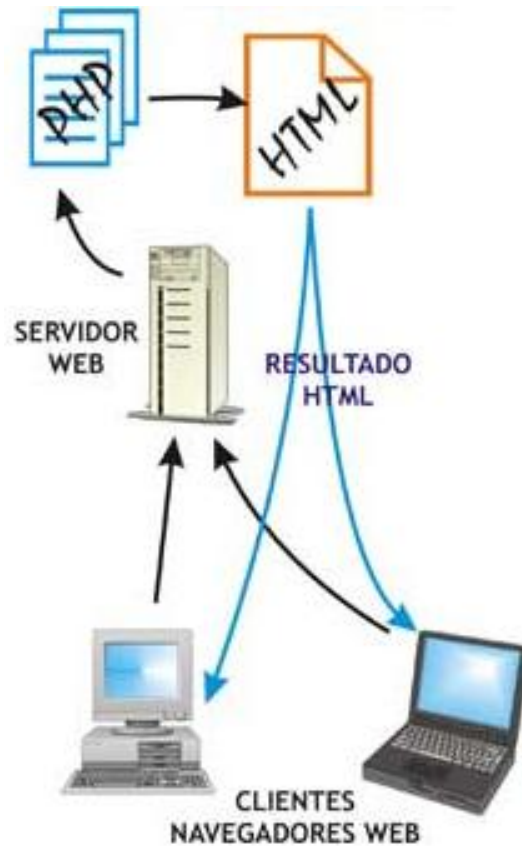 PHP
HTML
SERVIDOR
WEB
RESULTADO
HTML
CLIENTES
NAVEGADORES WEB